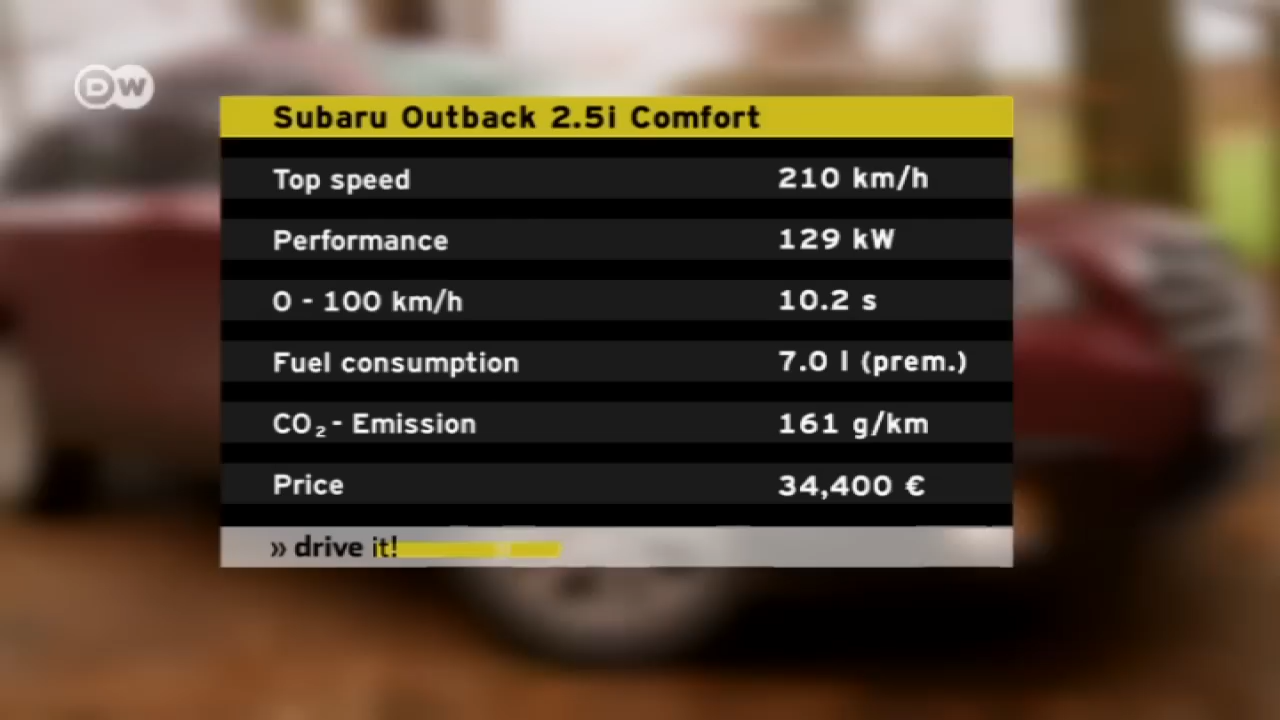 DW
Subaru Outback 2.5i Comfort
Top speed 210 km/h
Performance 129 kW
0 - 100 km/h 10.2 s
Fuel consumption 7.0 l (prem.)
CO₂ - Emission 161 g/km
Price 34,400 €
» drive it!